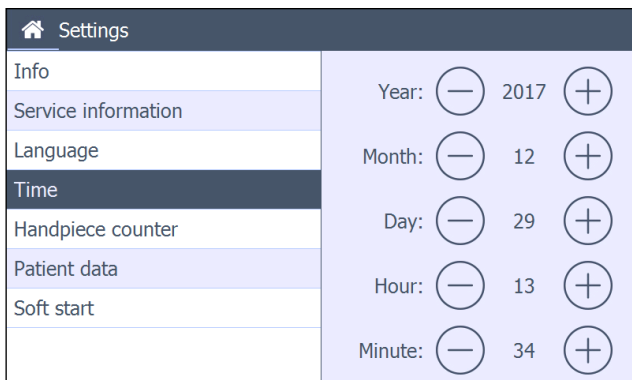 Settings
Info
Service information
Language
Time
Handpiece counter
Patient data
Soft start
Year: 2017
Month: 12
Day: 29
Hour: 13
Minute: 34